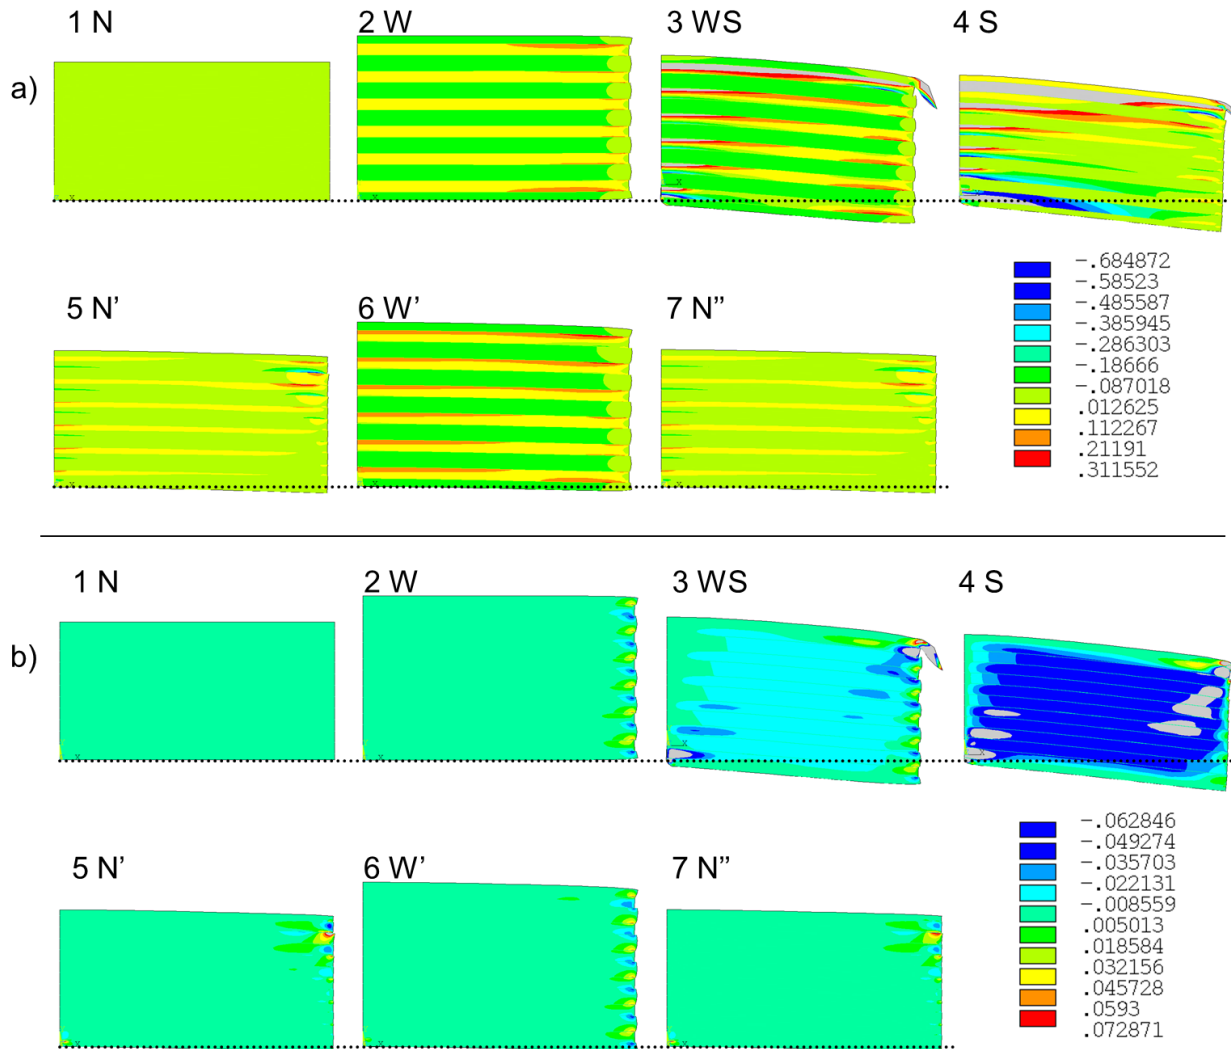 1 N
2 W
3 WS
4 S
a)
-.684872
-.58523
-.485587
-.385945
-.286303
-.18666
-.087018
.012625
.112267
.21191
.311552
5 N’
6 W’
7 N”
1 N
2 W
3 WS
4 S
b)
-.062846
-.049274
-.035703
-.022131
-.008559
.005013
.018584
.032156
.045728
.0593
.072871
5 N’
6 W’
7 N”